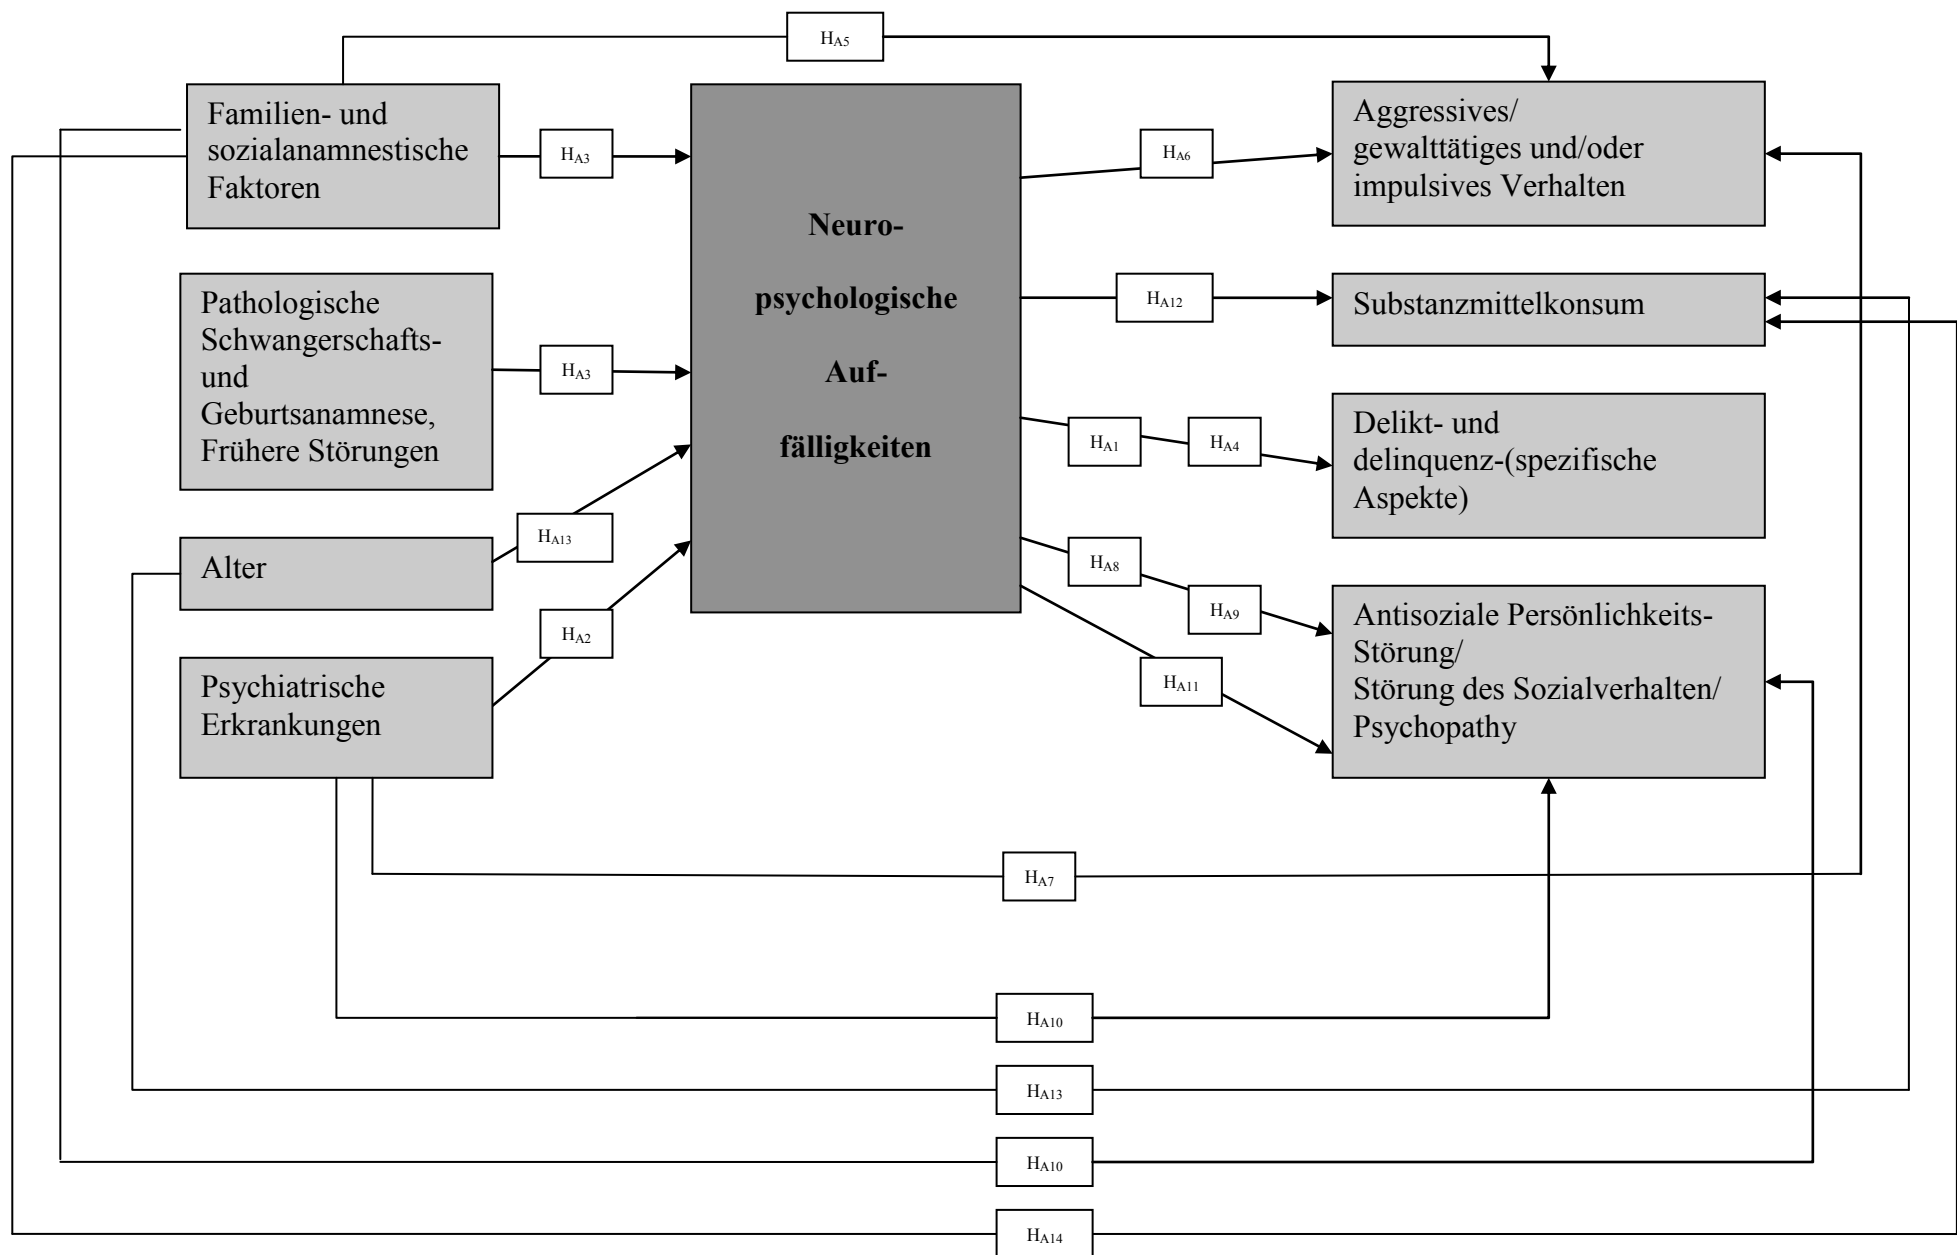 HA5
Familien- und
sozialanamnestische
Faktoren
HA3
Pathologische
Schwangerschafts-
und
Geburtsanamnese,
Frühere Störungen
HA3
Alter
HA13
Psychiatrische
Erkrankungen
HA2
Neuro-
psychologische
Auf-
fälligkeiten
HA6
HA12
HA1
HA4
HA8
HA9
HA11
Aggressives/
gewalttätiges und/oder
impulsives Verhalten
Substanzmittelkonsum
Delikt- und
delinquenz-(spezifische
Aspekte)
Antisoziale Persönlichkeits-
Störung/
Störung des Sozialverhalten/
Psychopathy
HA7
HA10
HA13
HA10
HA14